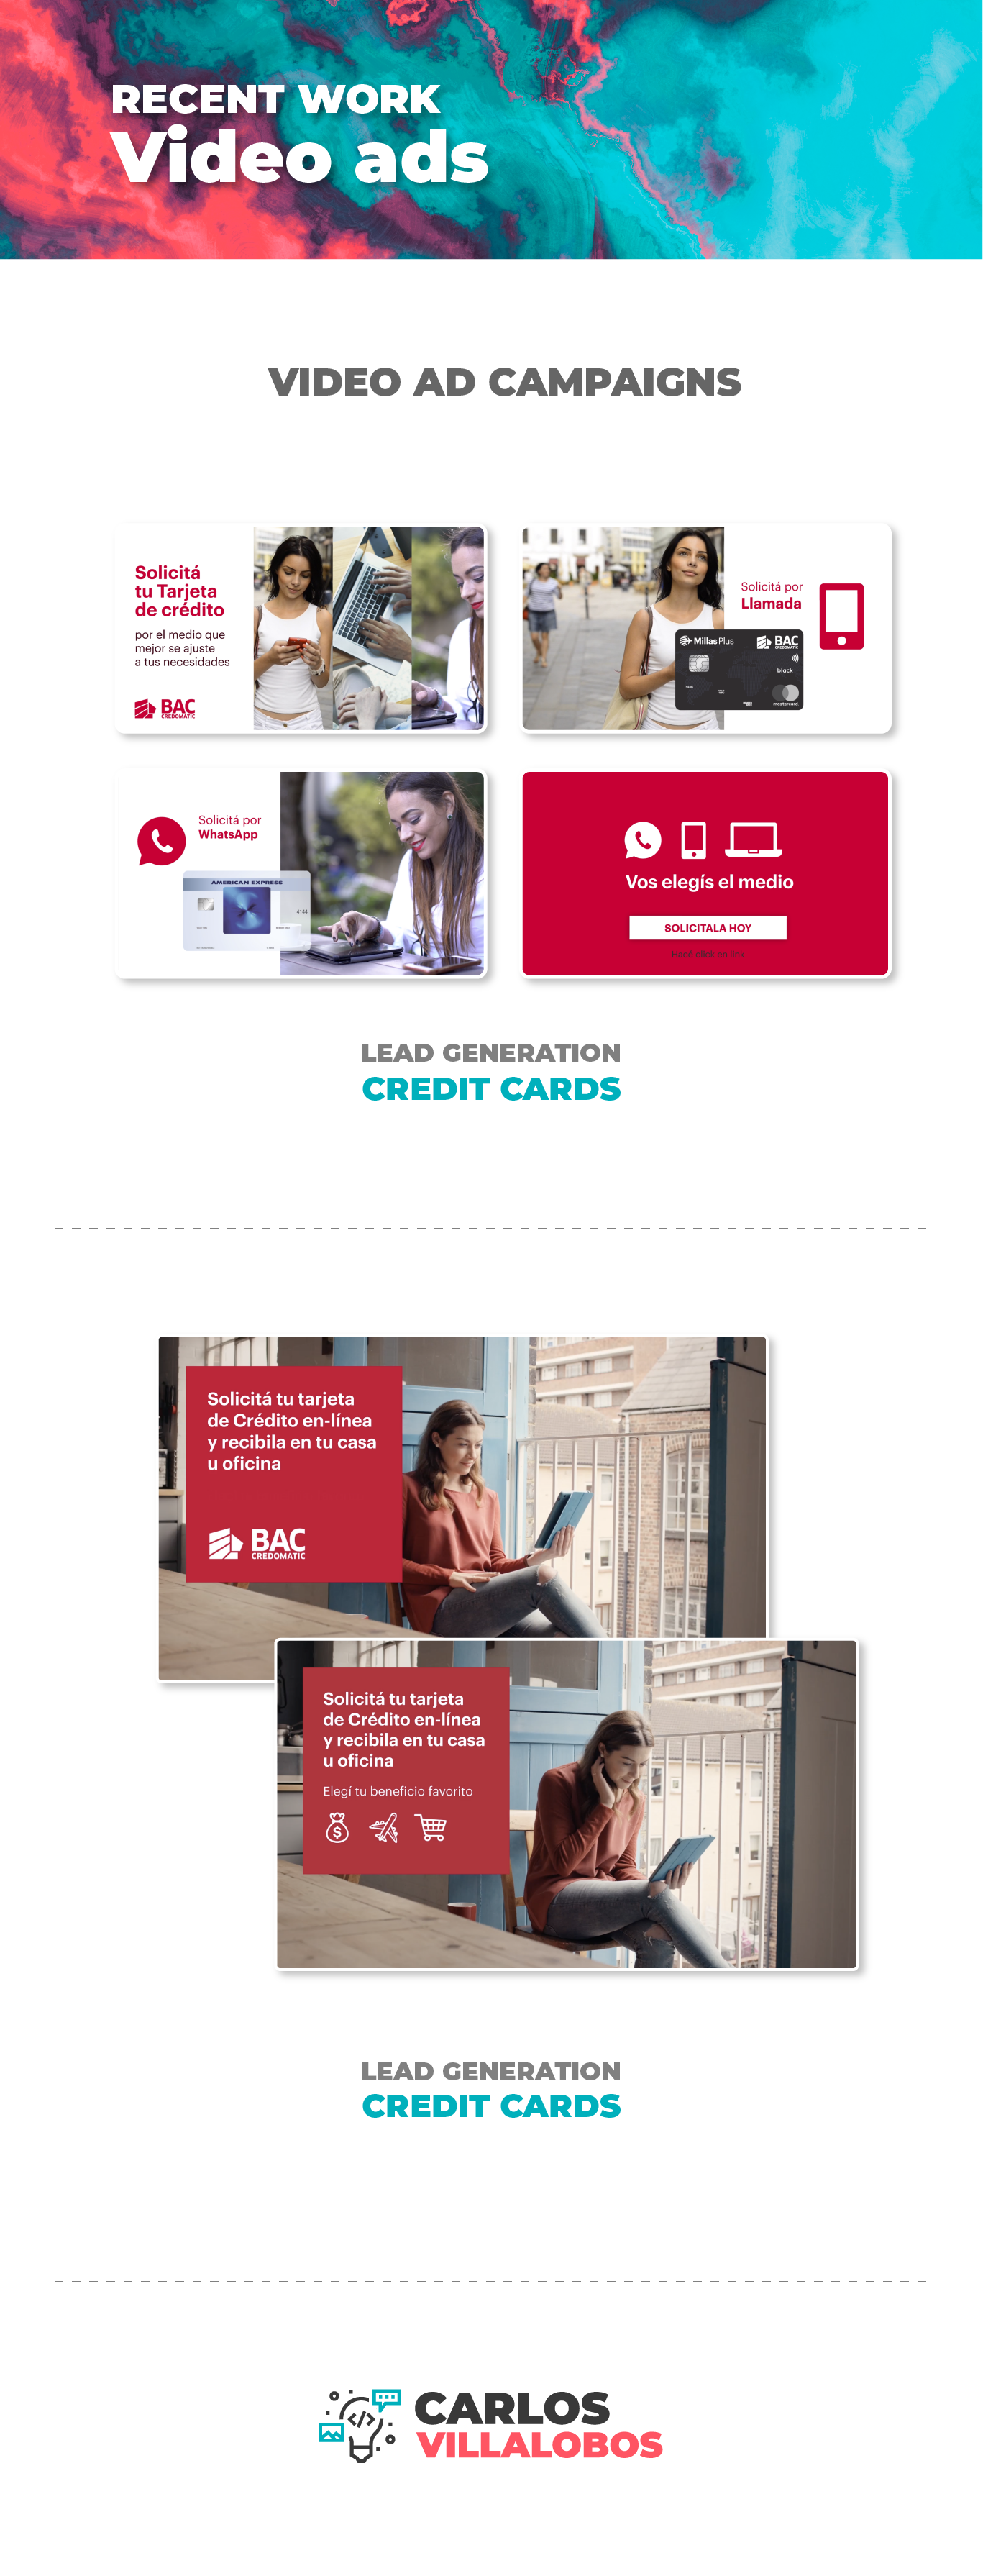 RECENT WORK
Video ads
VIDEO AD CAMPAIGNS
Solicitá
tu Tarjeta
de crédito
por el medio que
mejor se ajuste
a tus necesidades
BAC
CREDOMATIC
Solicitá por
Llamada
MillasPlus
BAC
CREDOMATIC
black
mastercard
Solicitá por
WhatsApp
AMERICAN EXPRESS
4144
Vos elegís el medio
SOLICITALA HOY
Hacé click en link
LEAD GENERATION
CREDIT CARDS
Solicitá tu tarjeta
de Crédito en-línea
y recibila en tu casa
u oficina
BAC
CREDOMATIC
Solicitá tu tarjeta
de Crédito en-línea
y recibila en tu casa
u oficina
Elegí tu beneficio favorito
LEAD GENERATION
CREDIT CARDS
CARLOS
VILLALOBOS